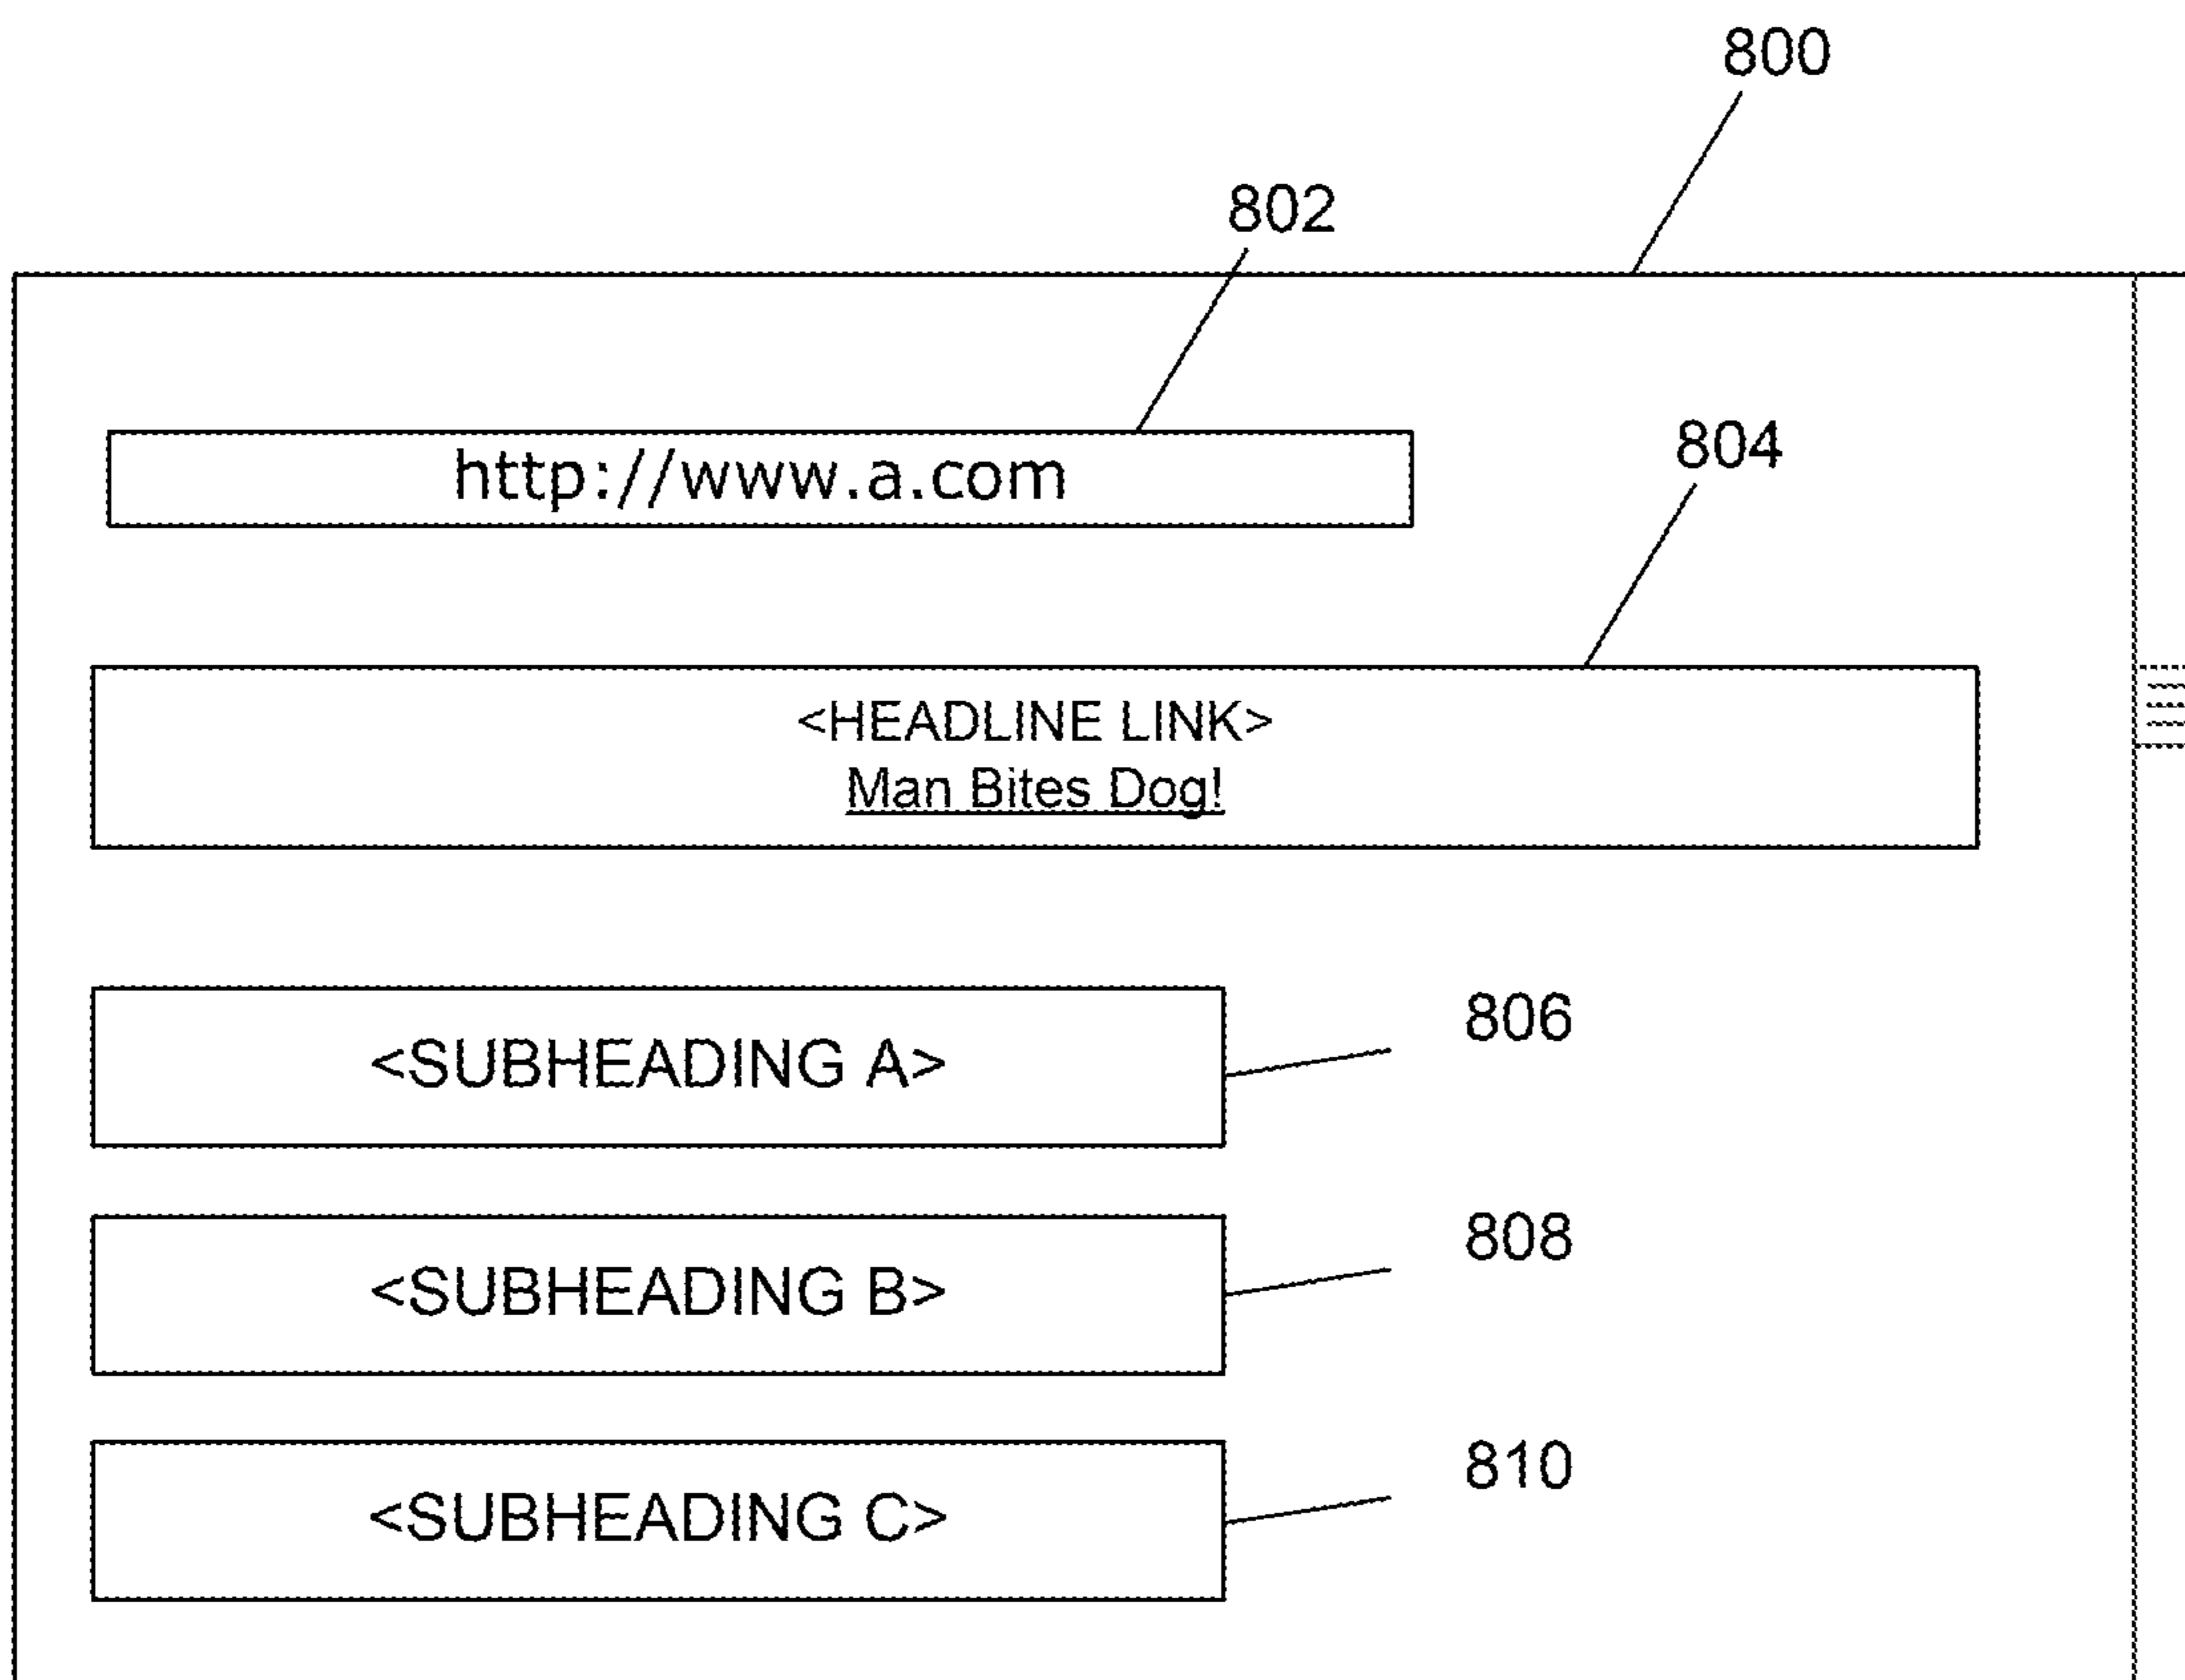 800
802
http://www.a.com
804
<HEADLINE LINK>
Man Bites Dog!
806
<SUBHEADING A>
808
<SUBHEADING B>
810
<SUBHEADING C>